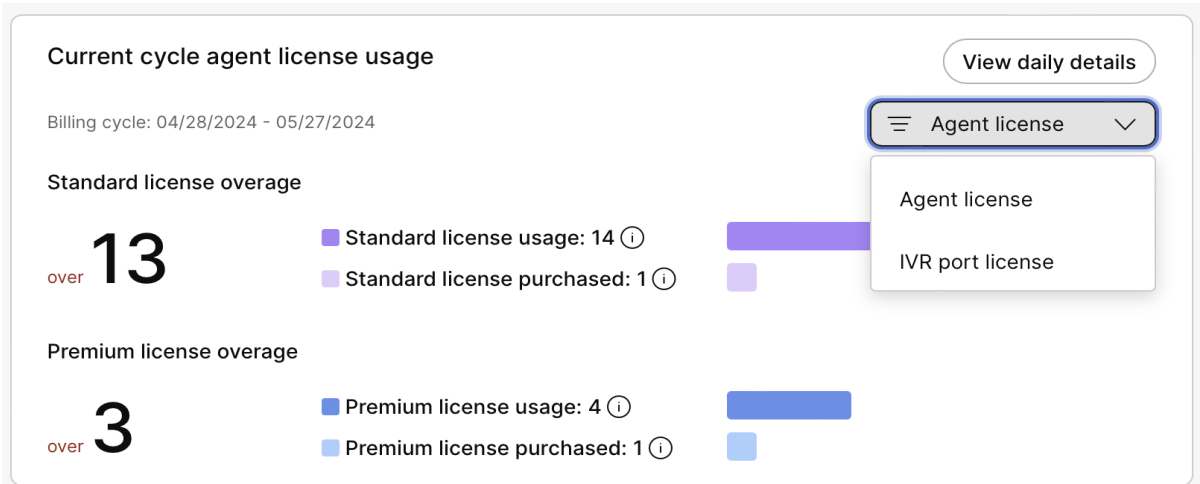 Current cycle agent license usage
View daily details
Billing cycle: 04/28/2024 - 05/27/2024
Agent license
Agent license
IVR port license
Standard license overage
over 13
Standard license usage: 14
Standard license purchased: 1
Premium license overage
over 3
Premium license usage: 4
Premium license purchased: 1